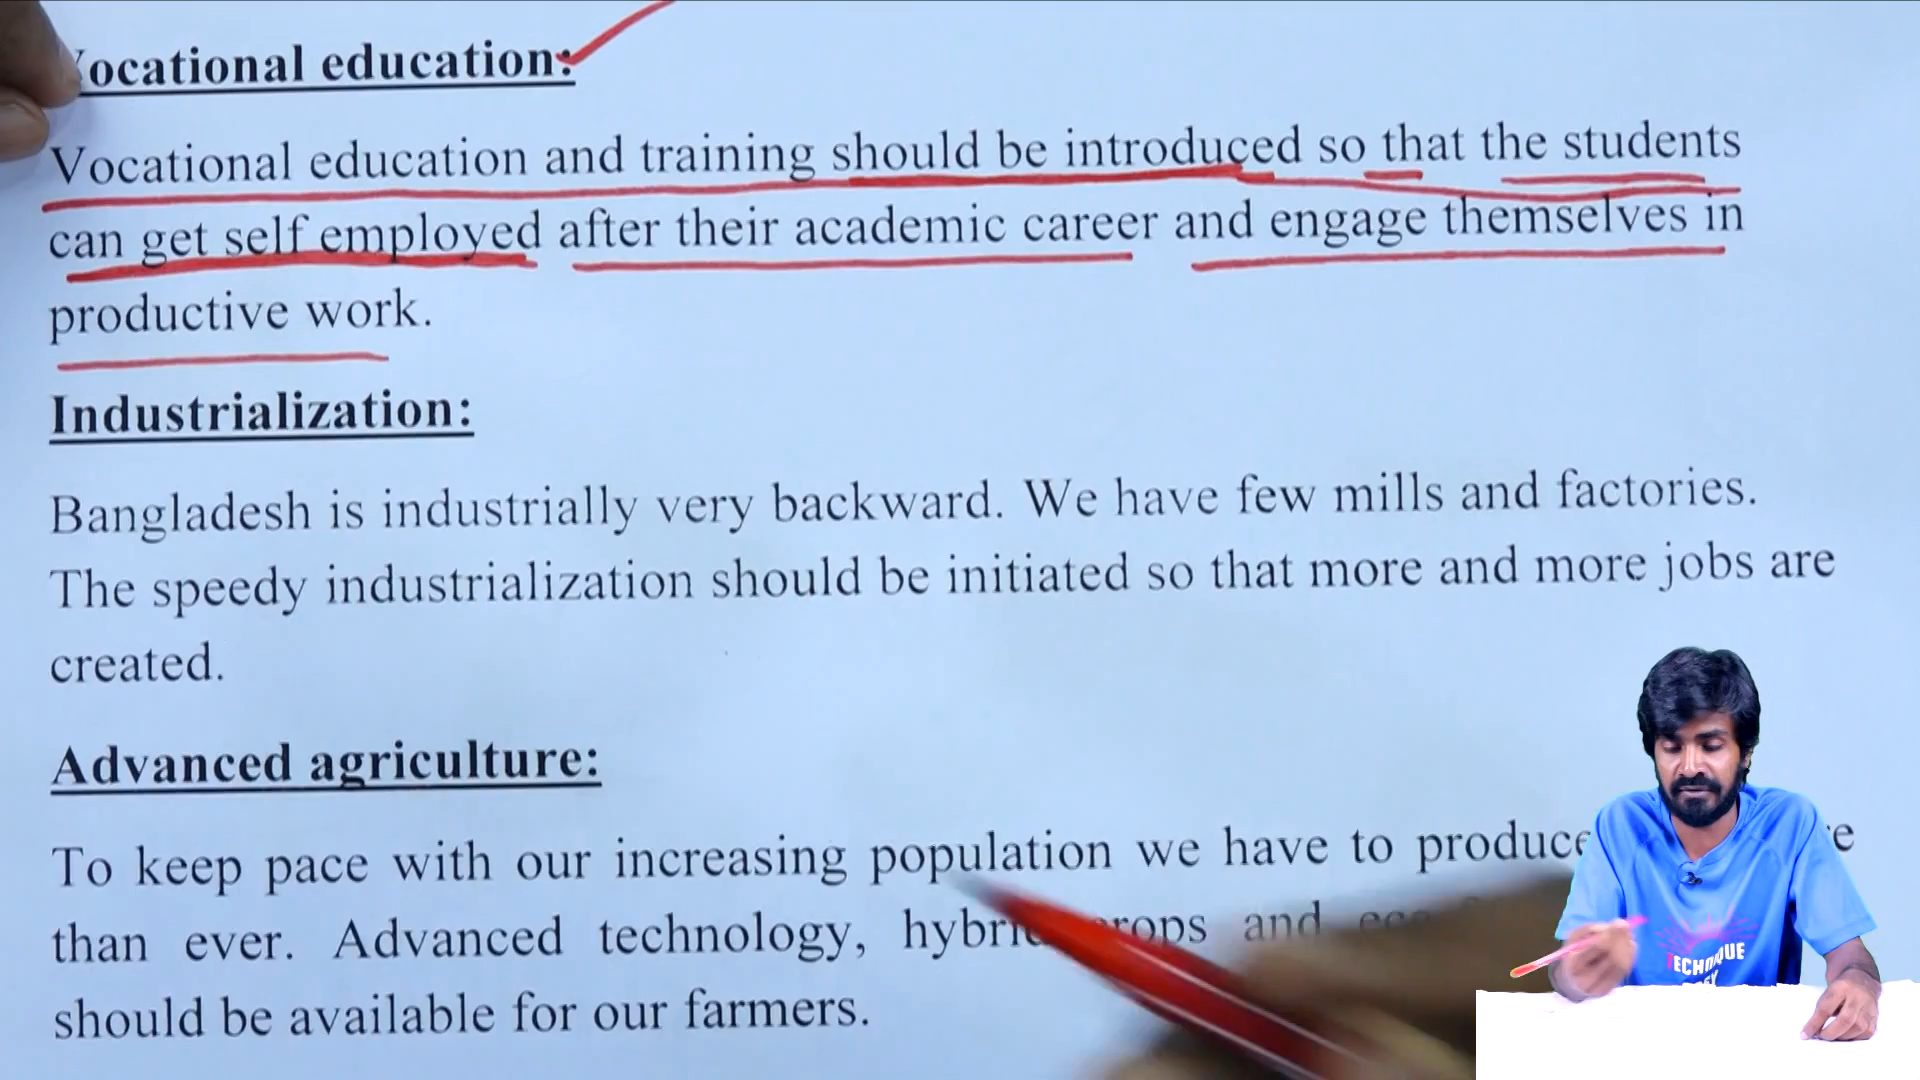 ocational education:
Vocational education and training should be introduced so that the students
can get self employed after their academic career and engage themselves in
productive work.
Industrialization:
Bangladesh is industrially very backward. We have few mills and factories.
The speedy industrialization should be initiated so that more and more jobs are
created.
Advanced agriculture:
To keep pace with our increasing population we have to produce
than ever. Advanced technology, and
should be available for our farmers.